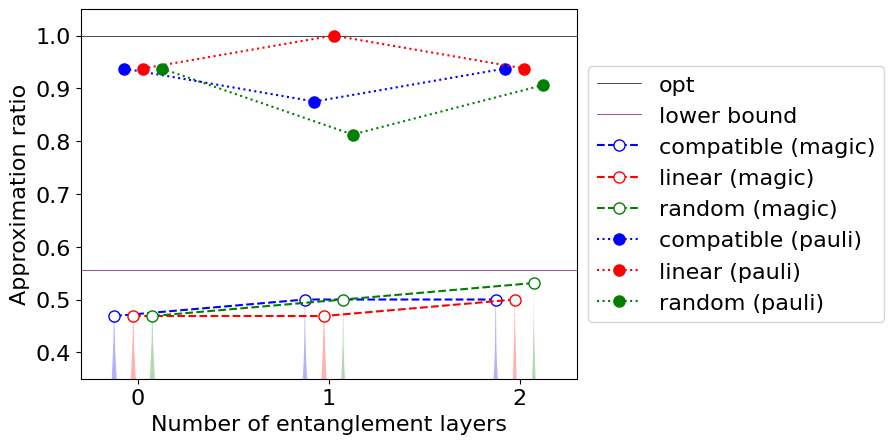 Approximation ratio
1.0
0.9
0.8
0.7
0.6
0.5
0.4
0
1
2
Number of entanglement layers
opt
lower bound
compatible (magic)
linear (magic)
random (magic)
compatible (pauli)
linear (pauli)
random (pauli)